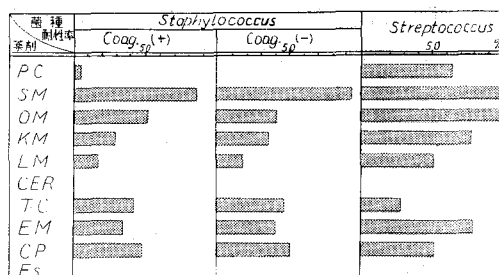 菌種 Staphylococcus Streptococcus
耐性率 Coag. (+) Coag. (-)
薬剤 50 50 50 %
PC
SM
OM
KM
LM
CER
TC
EM
CP
Fs